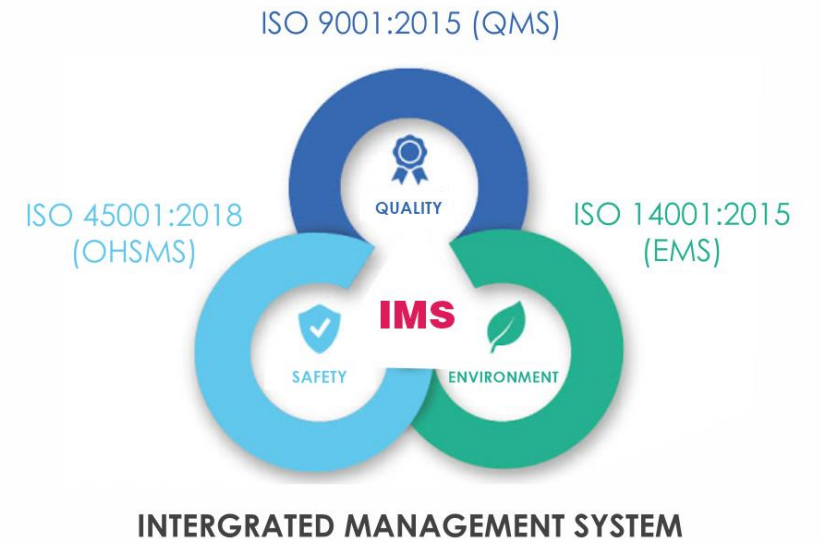 ISO 9001:2015 (QMS)
QUALITY
ISO 45001:2018
(OHSMS)
ISO 14001:2015
(EMS)
IMS
SAFETY
ENVIRONMENT
INTERGRATED MANAGEMENT SYSTEM